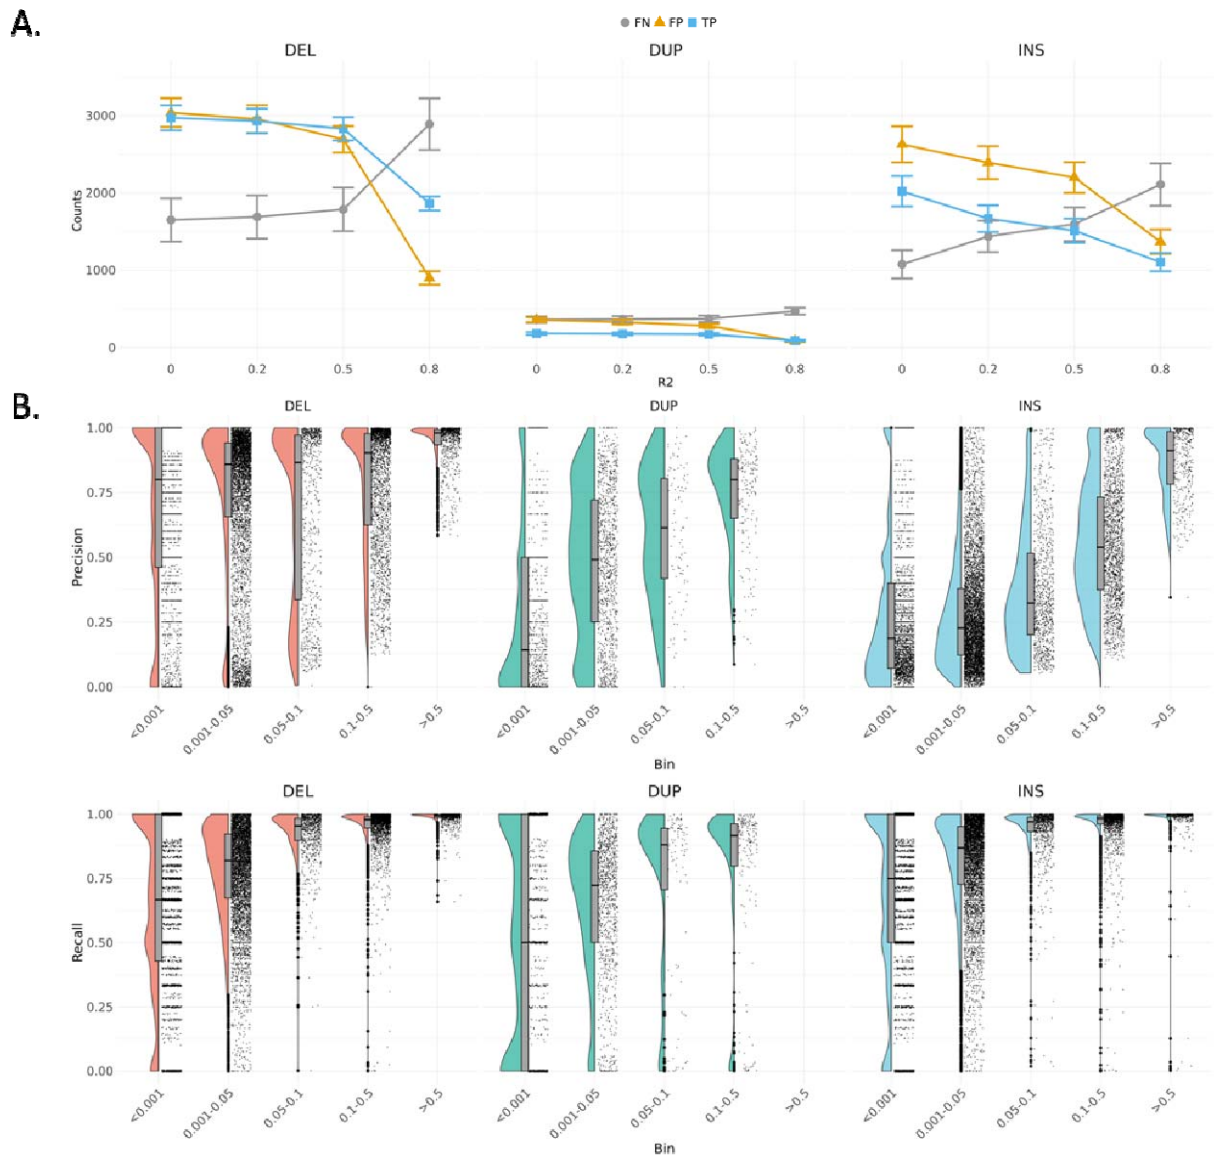 A.
FN FP TP
DEL DUP INS
Counts
3000
2000
1000
0
0 0.2 0.5 0.8 0 0.2 0.5 0.8 0 0.2 0.5 0.8
R2
B.
DEL DUP INS
Precision
1.00
0.75
0.50
0.25
0.00
<0.001 0.001-0.05 0.05-0.1 0.1-0.5 >0.5 <0.001 0.001-0.05 0.05-0.1 0.1-0.5 >0.5 <0.001 0.001-0.05 0.05-0.1 0.1-0.5 >0.5
Bin
DEL DUP INS
Recall
1.00
0.75
0.50
0.25
0.00
<0.001 0.001-0.05 0.05-0.1 0.1-0.5 >0.5 <0.001 0.001-0.05 0.05-0.1 0.1-0.5 >0.5 <0.001 0.001-0.05 0.05-0.1 0.1-0.5 >0.5
Bin